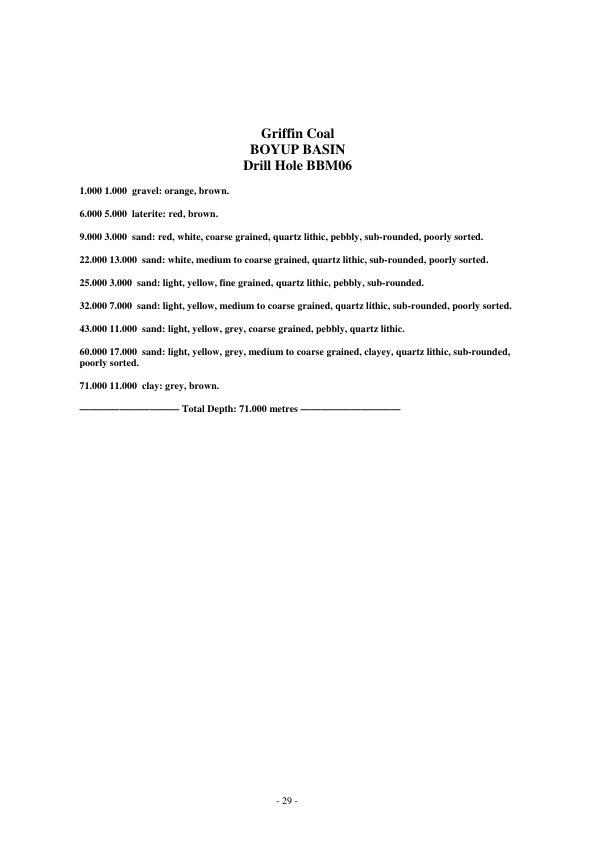 Griffin Coal
BOYUP BASIN
Drill Hole BBM06
1.000 1.000 gravel: orange, brown.
6.000 5.000 laterite: red, brown.
9.000 3.000 sand: red, white, coarse grained, quartz lithic, pebbly, sub-rounded, poorly sorted.
22.000 13.000 sand: white, medium to coarse grained, quartz lithic, sub-rounded, poorly sorted.
25.000 3.000 sand: light, yellow, fine grained, quartz lithic, pebbly, sub-rounded.
32.000 7.000 sand: light, yellow, medium to coarse grained, quartz lithic, sub-rounded, poorly sorted.
43.000 11.000 sand: light, yellow, grey, coarse grained, pebbly, quartz lithic.
60.000 17.000 sand: light, yellow, grey, medium to coarse grained, clayey, quartz lithic, sub-rounded,
poorly sorted.
71.000 11.000 clay: grey, brown.
-------------------- Total Depth: 71.000 metres --------------------
- 29 -